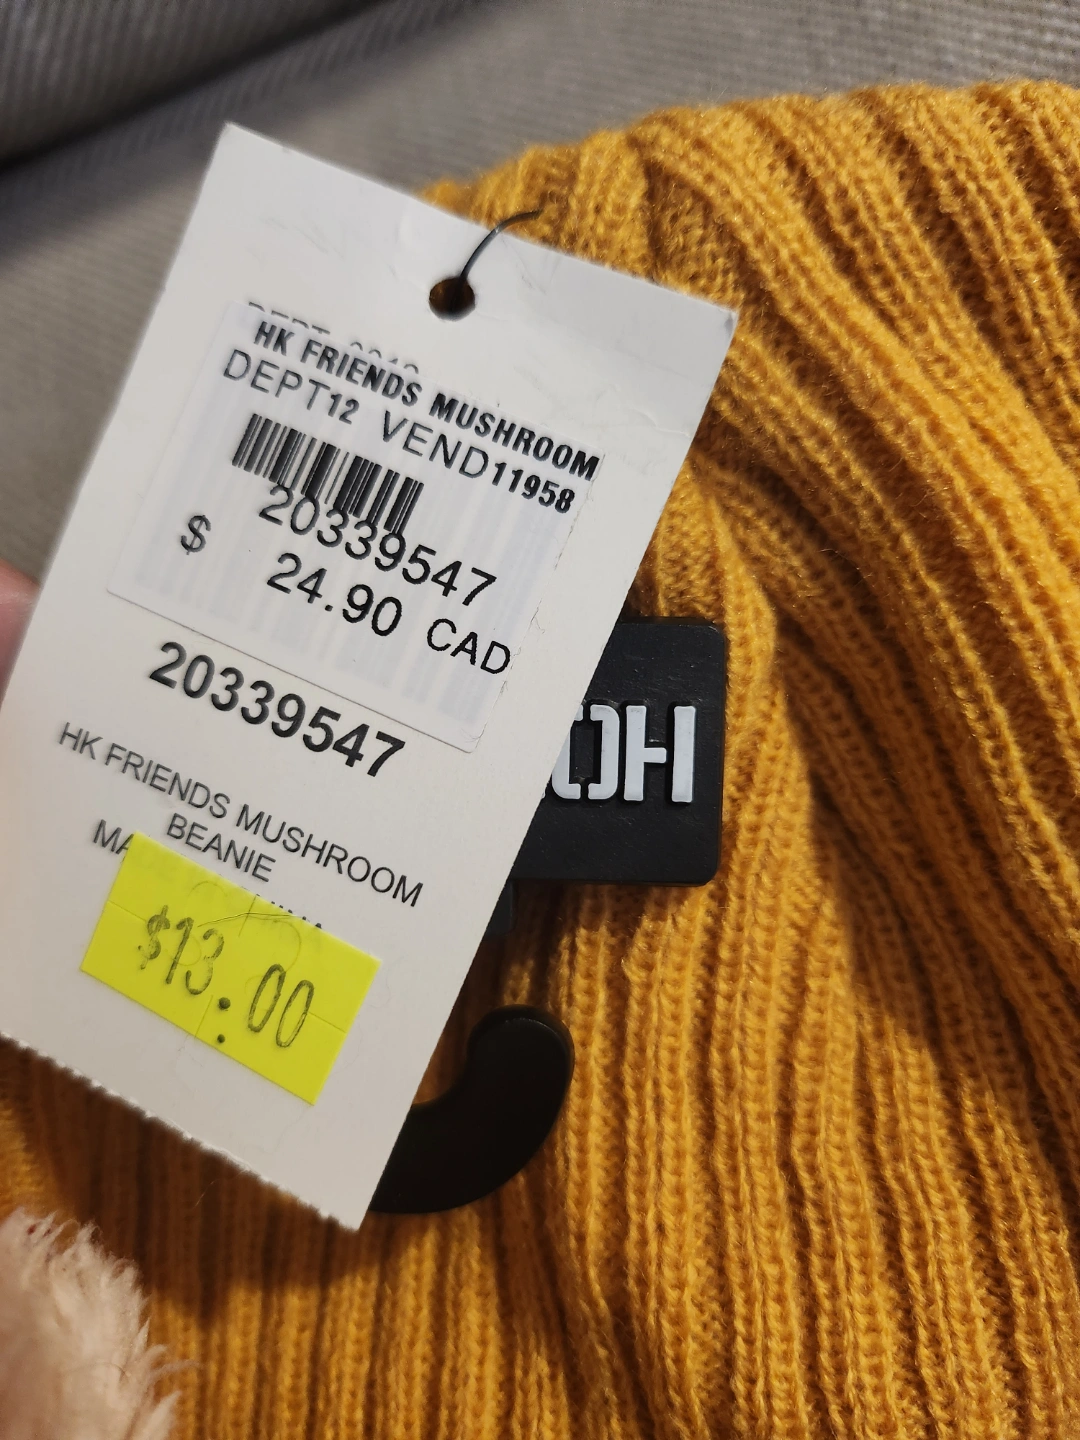 HK FRIENDS MUSHROOM
DEPT12 VEND11958
20339547
$ 24.90 CAD
20339547
HK FRIENDS MUSHROOM
BEANIE
$13.00